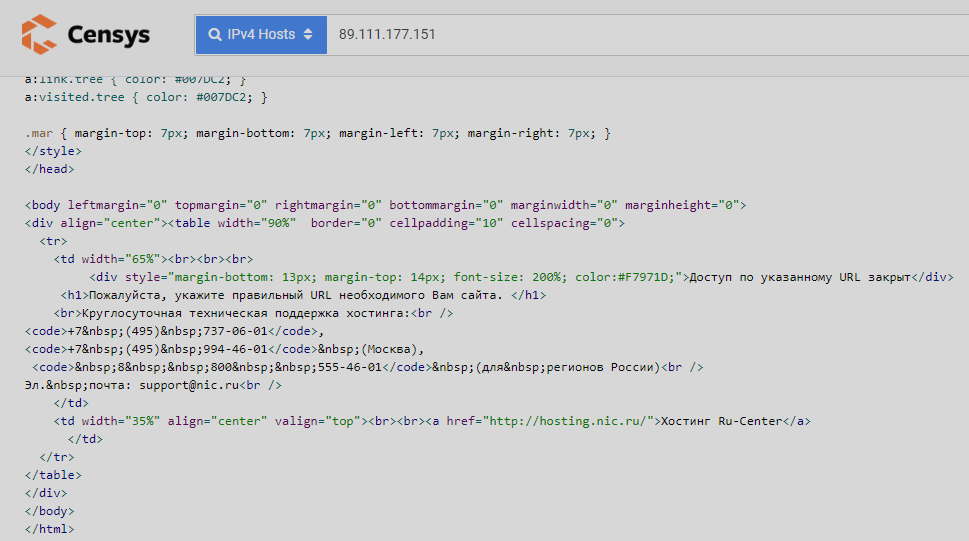 Censys
IPv4 Hosts
89.111.177.151
a:link.tree { color: #007DC2; }
a:visited.tree { color: #007DC2; }
.mar { margin-top: 7px; margin-bottom: 7px; margin-left: 7px; margin-right: 7px; }
</style>
</head>
<body leftmargin="0" topmargin="0" rightmargin="0" bottommargin="0" marginwidth="0" marginheight="0">
<div align="center"><table width="90%"  border="0" cellpadding="10" cellspacing="0">
<tr>
<td width="65%"><br><br><br>
<div style="margin-bottom: 13px; margin-top: 14px; font-size: 200%; color:#F7971D;">Доступ по указанному URL закрыт</div>
<h1>Пожалуйста, укажите правильный URL необходимого Вам сайта. </h1>
<br>Круглосуточная техническая поддержка хостинга:<br />
<code>+7&nbsp;(495)&nbsp;737-06-01</code>,
<code>+7&nbsp;(495)&nbsp;994-46-01</code>&nbsp;(Москва),
<code>&nbsp;8&nbsp;&nbsp;800&nbsp;&nbsp;555-46-01</code>&nbsp;(для&nbsp;регионов России)<br />
Эл.&nbsp;почта: support@nic.ru<br />
</td>
<td width="35%" align="center" valign="top"><br><br><a href="http://hosting.nic.ru/">Хостинг Ru-Center</a>
</td>
</tr>
</table>
</div>
</body>
</html>